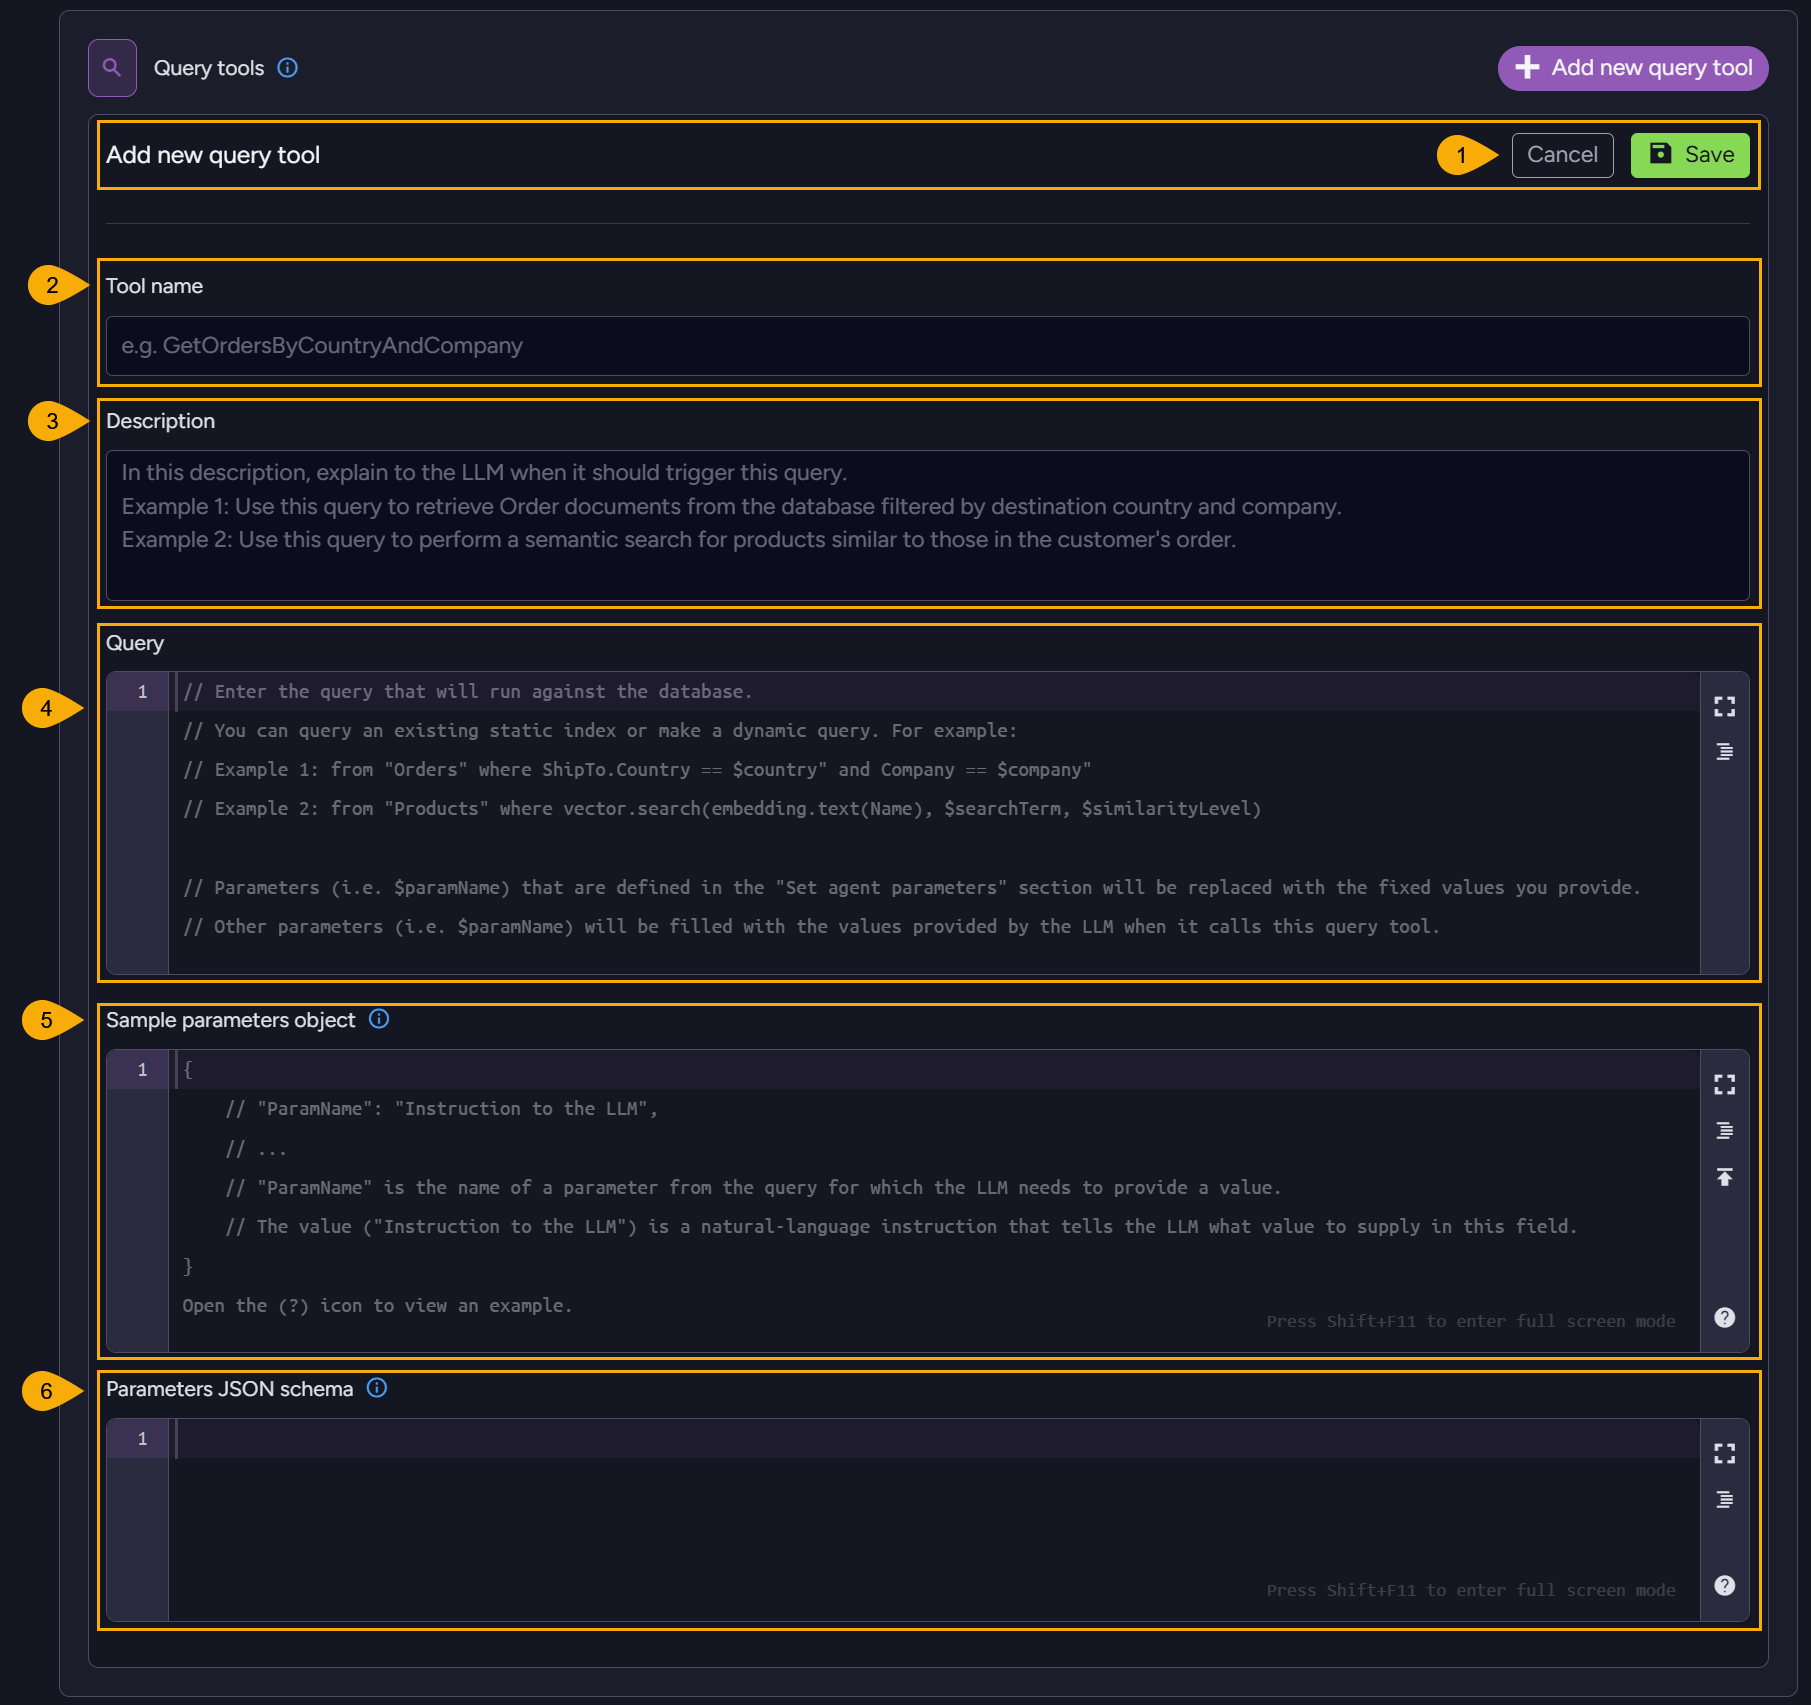 Query tools
Add new query tool
Add new query tool
1
Cancel
Save
2
Tool name
e.g. GetOrdersByCountryAndCompany
3
Description
In this description, explain to the LLM when it should trigger this query.
Example 1: Use this query to retrieve Order documents from the database filtered by destination country and company.
Example 2: Use this query to perform a semantic search for products similar to those in the customer's order.
Query
4
1
// Enter the query that will run against the database.
// You can query an existing static index or make a dynamic query. For example:
// Example 1: from "Orders" where ShipTo.Country == $country" and Company == $company"
// Example 2: from "Products" where vector.search(embedding.text(Name), $searchTerm, $similarityLevel)
// Parameters (i.e. $paramName) that are defined in the "Set agent parameters" section will be replaced with the fixed values you provide.
// Other parameters (i.e. $paramName) will be filled with the values provided by the LLM when it calls this query tool.
5
Sample parameters object
1
{
// "ParamName": "Instruction to the LLM",
// ...
// "ParamName" is the name of a parameter from the query for which the LLM needs to provide a value.
// The value ("Instruction to the LLM") is a natural-language instruction that tells the LLM what value to supply in this field.
}
Open the (?) icon to view an example.
Press Shift+F11 to enter full screen mode
6
Parameters JSON schema
1
Press Shift+F11 to enter full screen mode